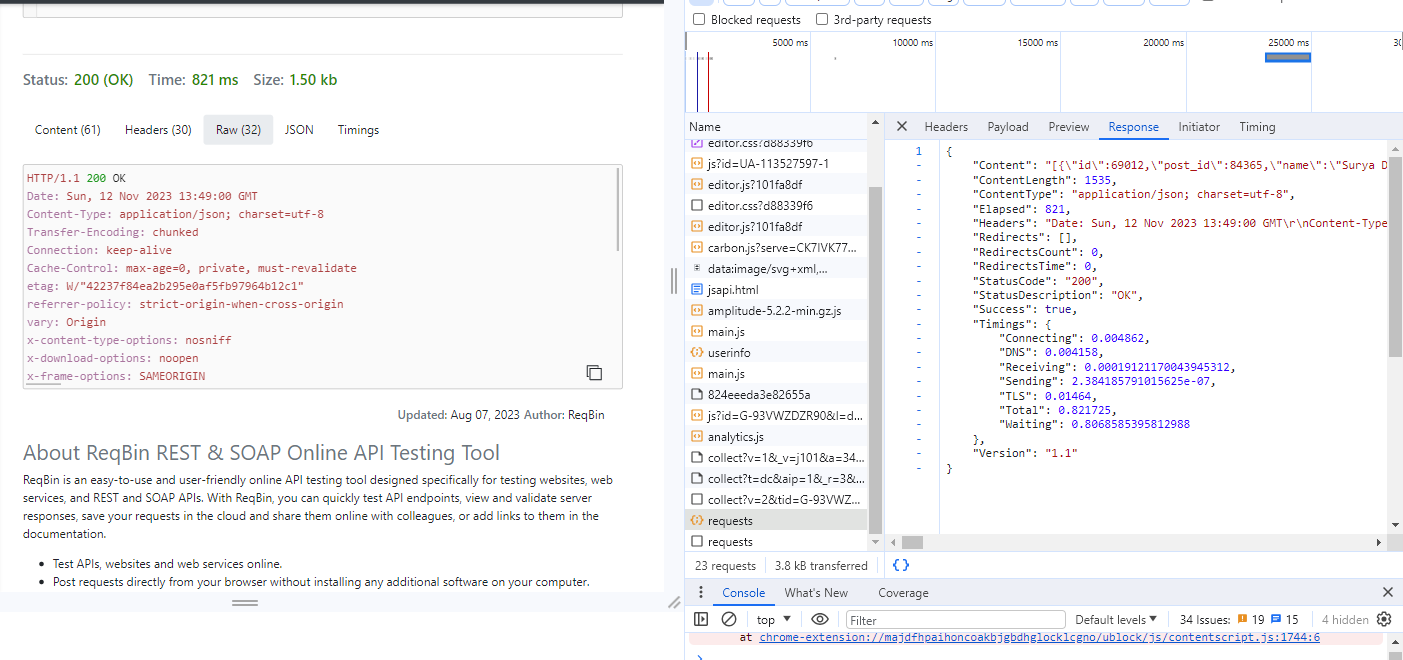 Status: 200 (OK) Time: 821 ms Size: 1.50 kb
Content (61) Headers (30) Raw (32) JSON Timings
HTTP/1.1 200 OK
Date: Sun, 12 Nov 2023 13:49:00 GMT
Content-Type: application/json; charset=utf-8
Transfer-Encoding: chunked
Connection: keep-alive
Cache-Control: max-age=0, private, must-revalidate
etag: W/"42237f84ea2b295e0af5fb97964b12c1"
referrer-policy: strict-origin-when-cross-origin
vary: Origin
x-content-type-options: nosniff
x-download-options: noopen
x-frame-options: SAMEORIGIN
Updated: Aug 07, 2023 Author: ReqBin
About ReqBin REST & SOAP Online API Testing Tool
ReqBin is an easy-to-use and user-friendly online API testing tool designed specifically for testing websites, web
services, and REST and SOAP APIs. With ReqBin, you can quickly test API endpoints, view and validate server
responses, save your requests in the cloud and share them online with colleagues, or add links to them in the
documentation.
• Test APIs, websites and web services online.
• Post requests directly from your browser without installing any additional software on your computer.
Blocked requests 3rd-party requests
5000 ms 10000 ms 15000 ms 20000 ms 25000 ms 30
Name
editor.css?d88339f6
js?id=UA-113527597-1
editor.js?101fa8df
editor.css?d88339f6
editor.js?101fa8df
carbon.js?serve=CK7IVK77...
data:image/svg+xml,...
jsapi.html
amplitude-5.2.2-min.gz.js
main.js
userinfo
main.js
824eeeda3e82655a
js?id=G-93VWZDZR90&l=d...
analytics.js
collect?v=1&_v=j101&a=34...
collect?t=dc&aip=1&_r=3&...
collect?v=2&tid=G-93VWZ...
requests
requests
23 requests 3.8 kB transferred
Headers Payload Preview Response Initiator Timing
1 {
- "Content": "[{\"id\":69012,\"post_id\":84365,\"name\":\"Surya D
- "ContentLength": 1535,
- "ContentType": "application/json; charset=utf-8",
- "Elapsed": 821,
- "Headers": "Date: Sun, 12 Nov 2023 13:49:00 GMT\r\nContent-Type
- "Redirects": [],
- "RedirectsCount": 0,
- "RedirectsTime": 0,
- "StatusCode": "200",
- "StatusDescription": "OK",
- "Success": true,
- "Timings": {
- "Connecting": 0.004862,
- "DNS": 0.004158,
- "Receiving": 0.00019121170043945312,
- "Sending": 2.384185791015625e-07,
- "TLS": 0.01464,
- "Total": 0.821725,
- "Waiting": 0.8068585395812988
- },
- "Version": "1.1"
- }
{ }
Console What's New Coverage
top Filter Default levels 34 Issues: 19 15 4 hidden
at chrome-extension://majdfhpaihoncoakbjgbdhglocklcgno/ublock/js/contentscript.js:1744:6